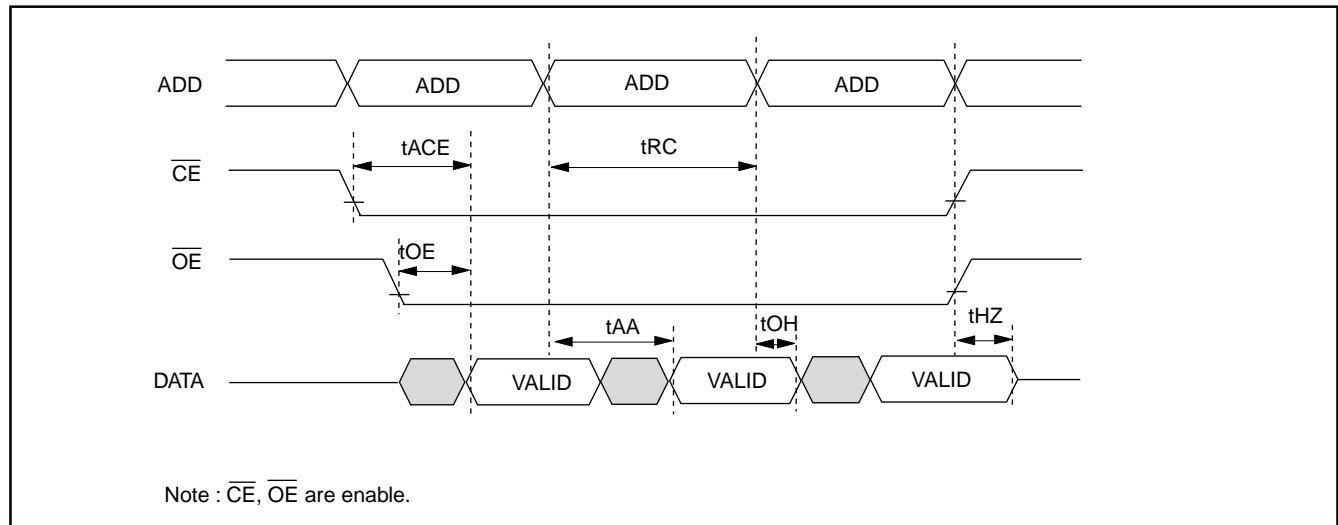 ADD ADD ADD ADD
tACE tRC
CE
tOE
OE
tAA tOH tHZ
DATA VALID VALID VALID
Note : CE, OE are enable.